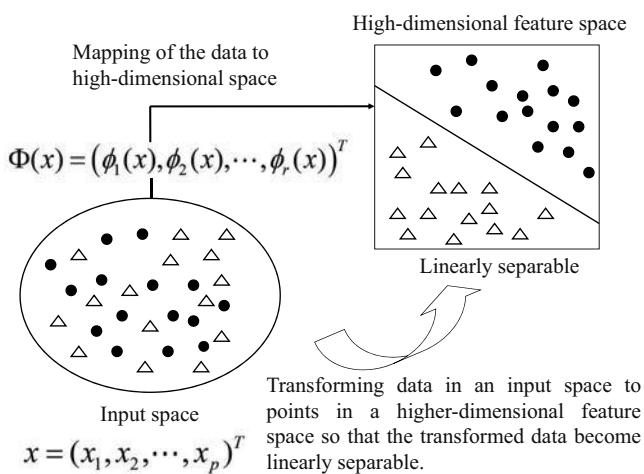 High-dimensional feature space
Mapping of the data to
high-dimensional space
Φ(x) = (ϕ₁(x), ϕ₂(x), ⋯, ϕᵣ(x))ᵀ
Linearly separable
Input space
x = (x₁, x₂, ⋯, xₚ)ᵀ
Transforming data in an input space to
points in a higher-dimensional feature
space so that the transformed data become
linearly separable.